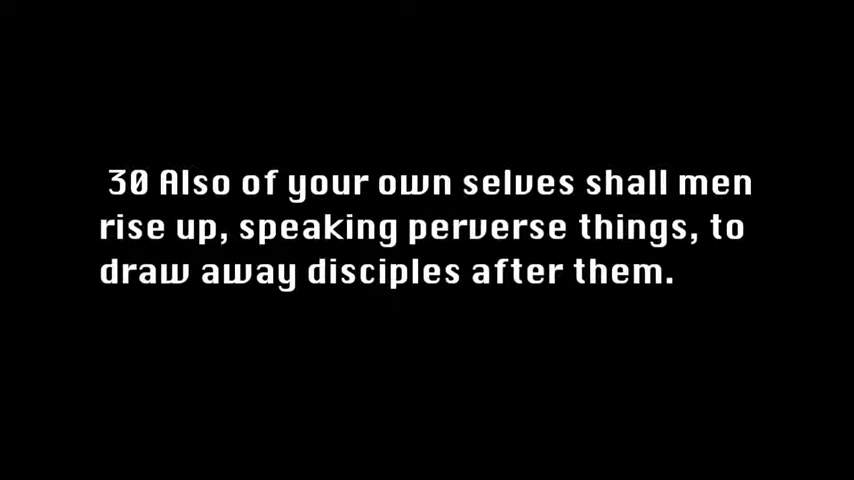 30 Also of your own selves shall men
rise up, speaking perverse things, to
draw away disciples after them.